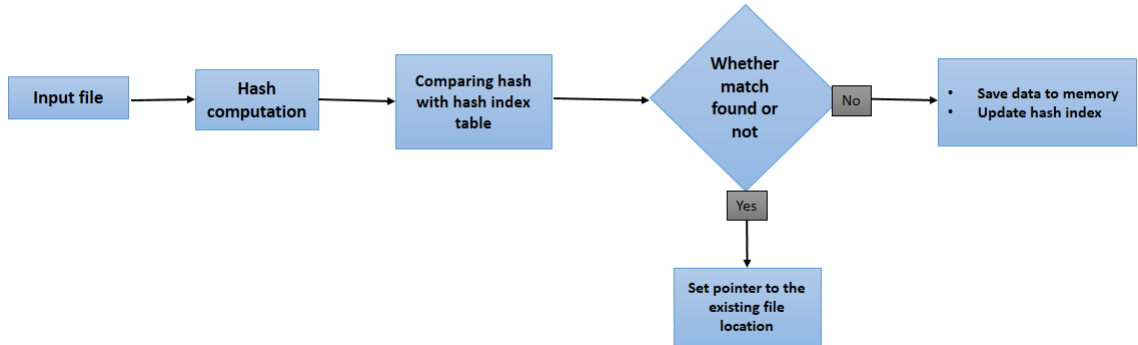 Input file
Hash
computation
Comparing hash
with hash index
table
Whether
match
found or
not
No
• Save data to memory
• Update hash index
Yes
Set pointer to the
existing file
location